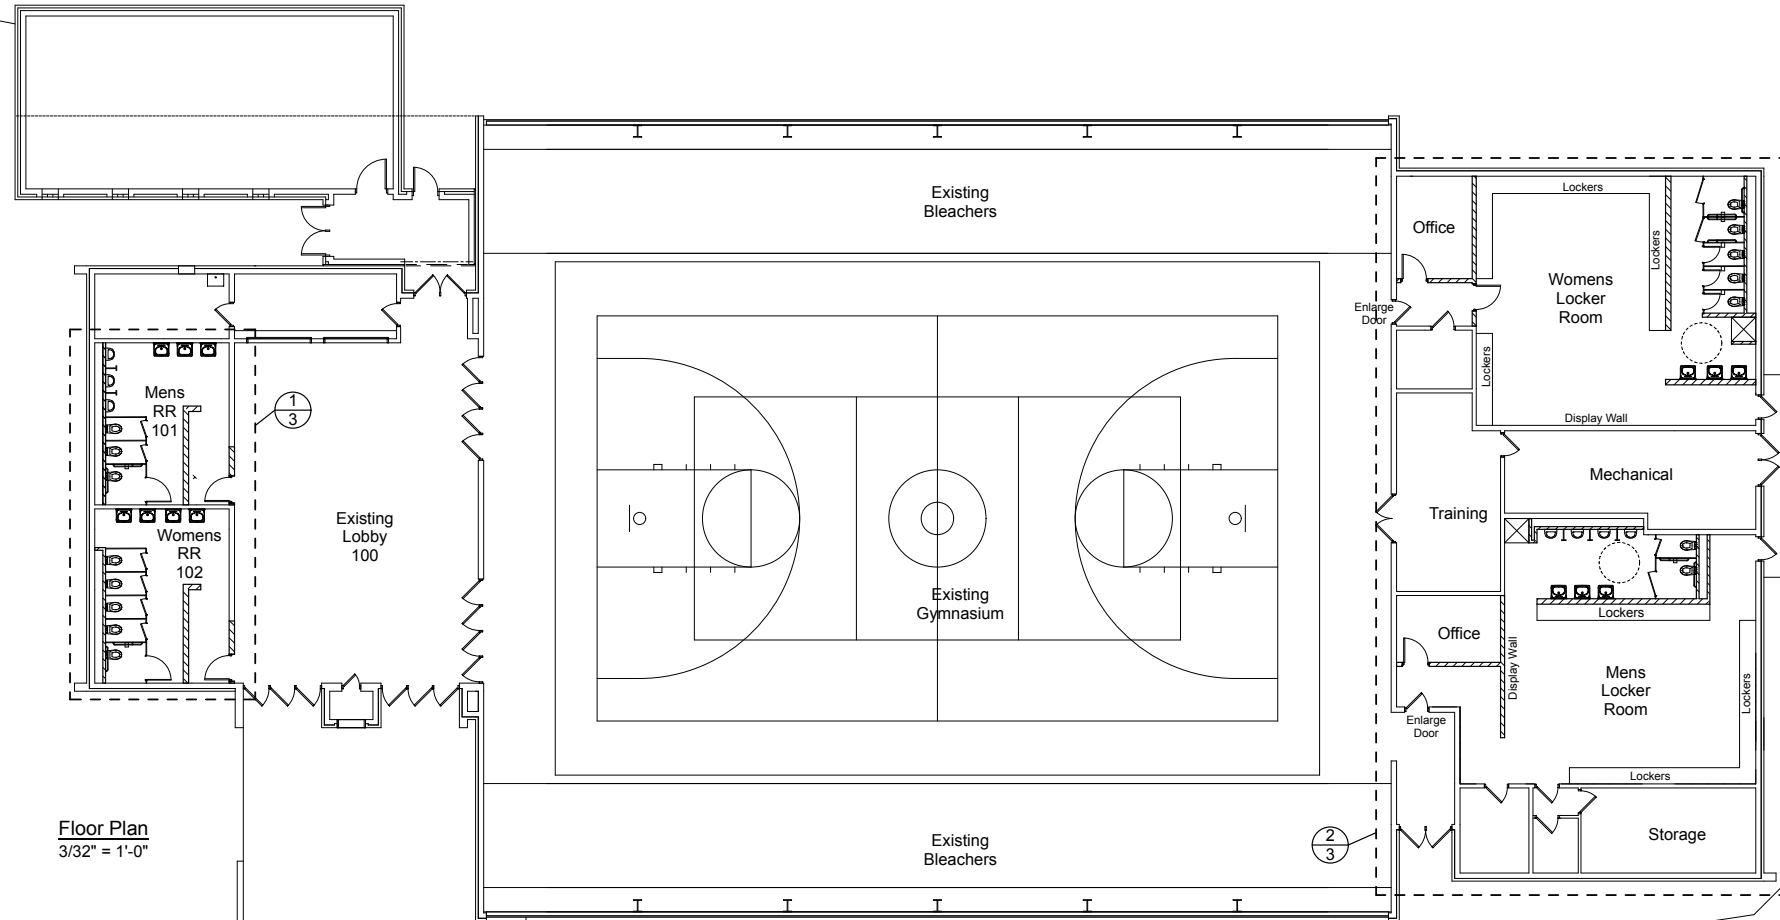 Existing
Bleachers
Office
Lockers
Lockers
Womens
Locker
Room
Enlarge
Door
Lockers
Display Wall
Mens
RR
101
1
3
Mechanical
Womens
RR
102
Existing
Lobby
100
Training
Existing
Gymnasium
Lockers
Office
Display Wall
Mens
Locker
Room
Lockers
Enlarge
Door
Lockers
Floor Plan
3/32" = 1'-0"
Existing
Bleachers
2
3
Storage